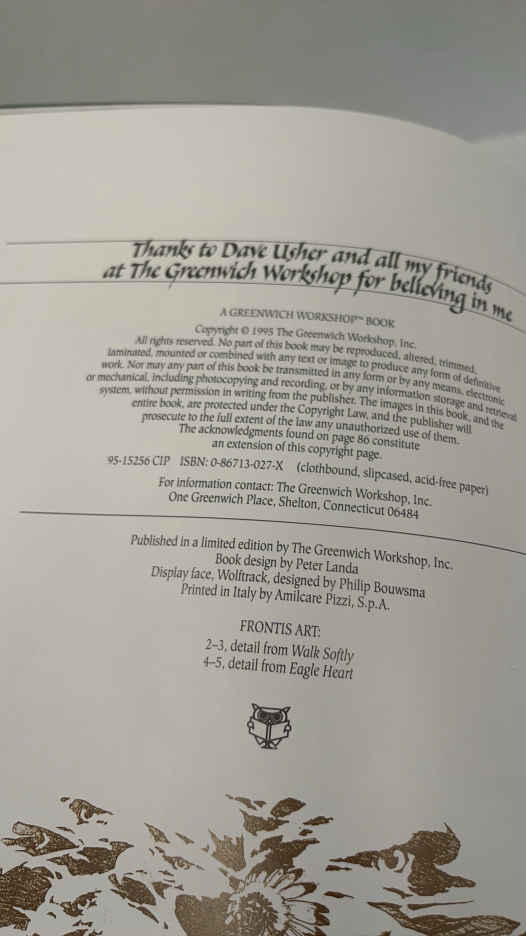 Thanks to Dave Usher and all my friends
at The Greenwich Workshop for believing in me
A GREENWICH WORKSHOP™ BOOK
Copyright © 1995 The Greenwich Workshop, Inc.
All rights reserved. No part of this book may be reproduced, altered, trimmed,
laminated, mounted or combined with any text or image to produce any form of definitive
work. Nor may any part of this book be transmitted in any form or by any means, electronic
or mechanical, including photocopying and recording, or by any information storage and retrieval
system, without permission in writing from the publisher. The images in this book, and the
entire book, are protected under the Copyright Law, and the publisher will
prosecute to the full extent of the law any unauthorized use of them.
The acknowledgments found on page 86 constitute
an extension of this copyright page.
95-15256 CIP ISBN: 0-86713-027-X (clothbound, slipcased, acid-free paper)
For information contact: The Greenwich Workshop, Inc.
One Greenwich Place, Shelton, Connecticut 06484
Published in a limited edition by The Greenwich Workshop, Inc.
Book design by Peter Landa
Display face, Wolftrack, designed by Philip Bouwsma
Printed in Italy by Amilcare Pizzi, S.p.A.
FRONTIS ART:
2–3, detail from Walk Softly
4–5, detail from Eagle Heart